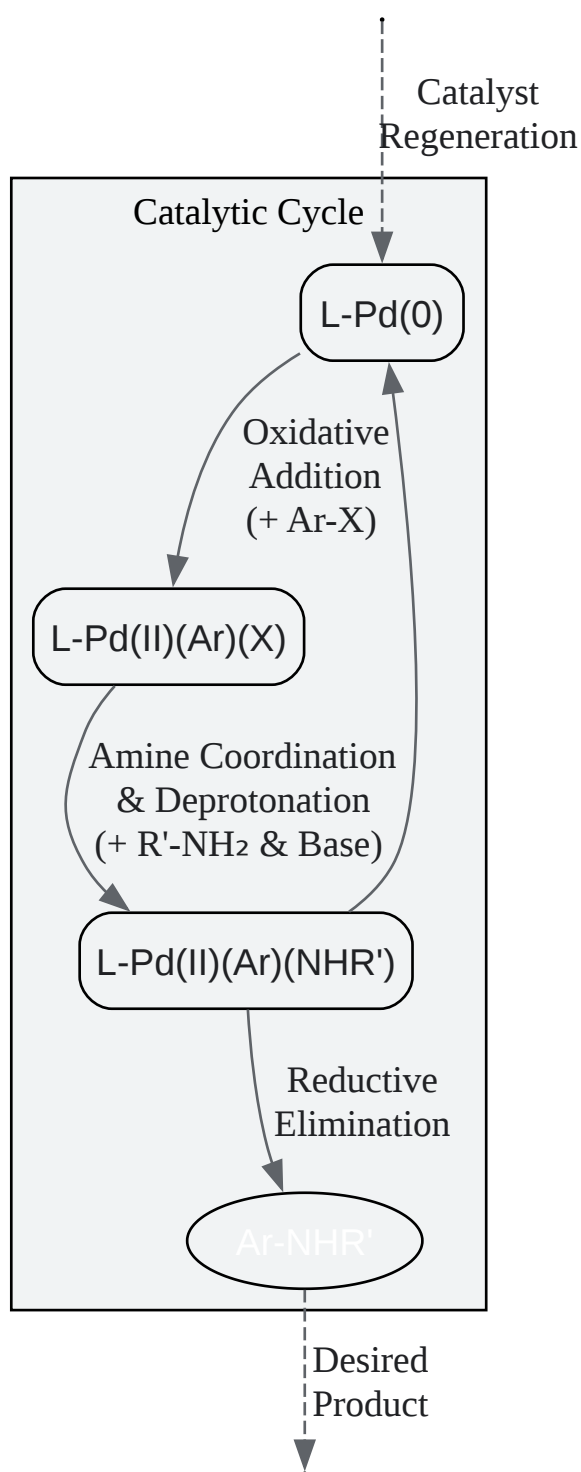 Catalyst
Regeneration
Catalytic Cycle
L-Pd(0)
Oxidative
Addition
(+ Ar-X)
L-Pd(II)(Ar)(X)
Amine Coordination
& Deprotonation
(+ R'-NH₂ & Base)
L-Pd(II)(Ar)(NHR')
Reductive
Elimination
Ar-NHR'
Desired
Product